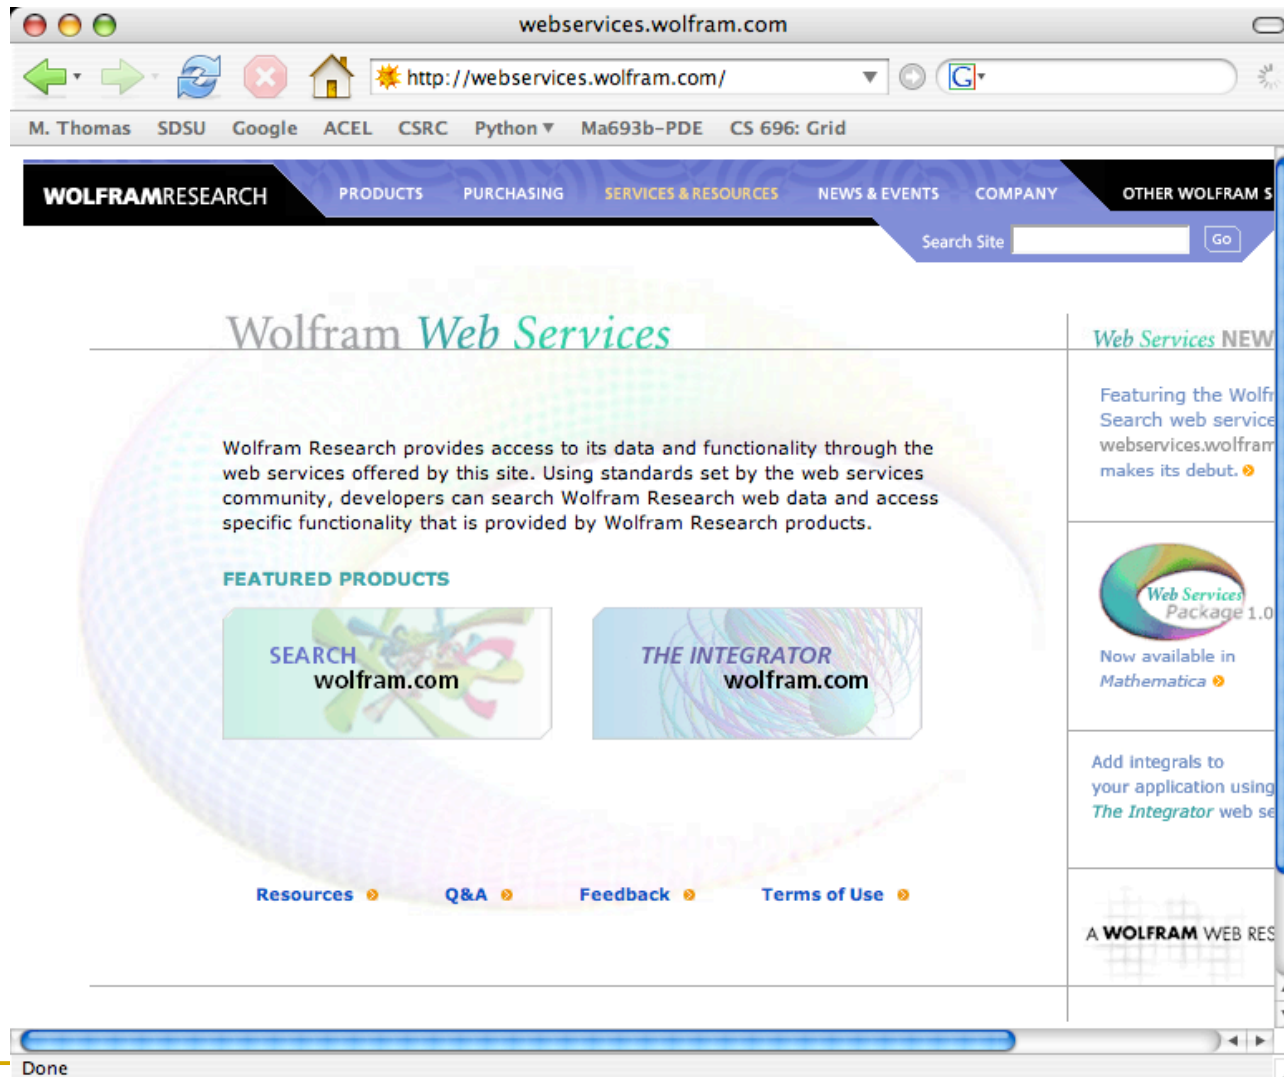 webservices.wolfram.com
http://webservices.wolfram.com/
G
M. Thomas SDSU Google ACEL CSRC Python Ma693b-PDE CS 696: Grid
WOLFRAMRESEARCH PRODUCTS PURCHASING SERVICES & RESOURCES NEWS & EVENTS COMPANY OTHER WOLFRAM S
Search Site Go
Wolfram Web Services
Wolfram Research provides access to its data and functionality through the
web services offered by this site. Using standards set by the web services
community, developers can search Wolfram Research web data and access
specific functionality that is provided by Wolfram Research products.
FEATURED PRODUCTS
SEARCH
wolfram.com
THE INTEGRATOR
wolfram.com
Resources Q&A Feedback Terms of Use
Web Services NEW
Featuring the Wolfr
Search web service
webservices.wolfram
makes its debut.
Web Services
Package 1.0
Now available in
Mathematica
Add integrals to
your application using
The Integrator web se
A WOLFRAM WEB RES
Done